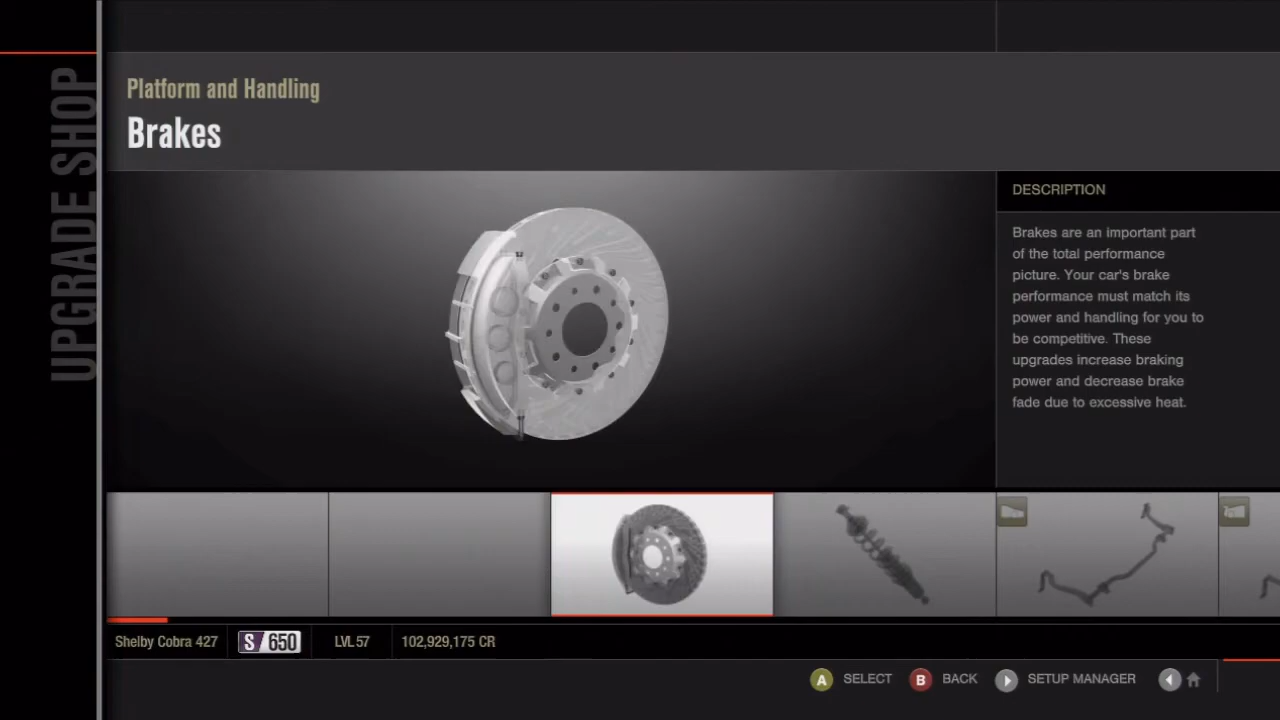 UPGRADE SHOP
Platform and Handling
Brakes
DESCRIPTION
Brakes are an important part
of the total performance
picture. Your car's brake
performance must match its
power and handling for you to
be competitive. These
upgrades increase braking
power and decrease brake
fade due to excessive heat.
Shelby Cobra 427 S 650 LVL 57 102,929,175 CR
A SELECT B BACK SETUP MANAGER